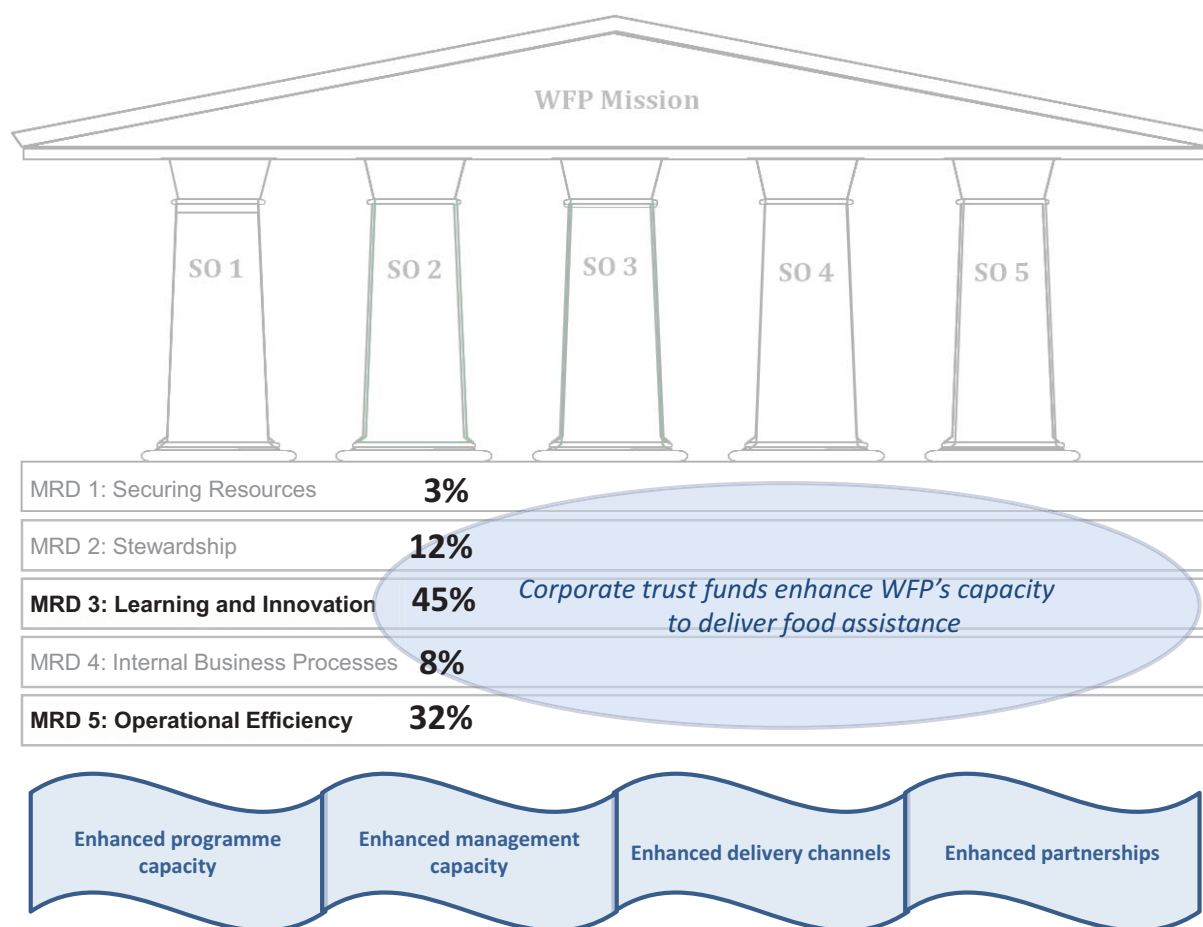 WFP Mission
SO 1
SO 2
SO 3
SO 4
SO 5
MRD 1: Securing Resources 3%
MRD 2: Stewardship 12%
MRD 3: Learning and Innovation 45%
MRD 4: Internal Business Processes 8%
MRD 5: Operational Efficiency 32%
Corporate trust funds enhance WFP’s capacity
to deliver food assistance
Enhanced programme
capacity
Enhanced management
capacity
Enhanced delivery channels
Enhanced partnerships